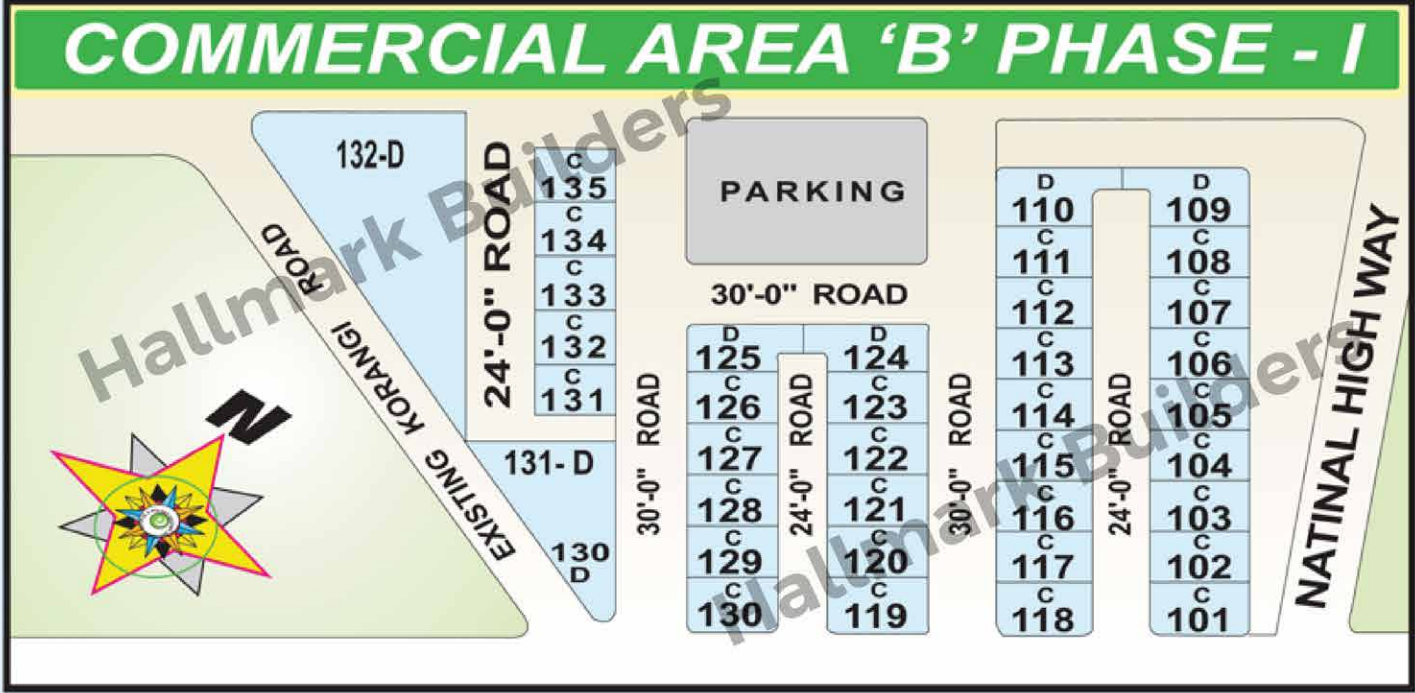 COMMERCIAL AREA ‘B’ PHASE - I
132-D
24'-0" ROAD
C
135
C
134
C
133
C
132
C
131
131- D
130
D
EXISTING KORANGI ROAD
N
PARKING
30'-0" ROAD
30'-0" ROAD
D
125
C
126
C
127
C
128
C
129
C
130
24'-0" ROAD
D
124
C
123
C
122
C
121
C
120
C
119
30'-0" ROAD
D
110
C
111
C
112
C
113
C
114
C
115
C
116
C
117
C
118
24'-0" ROAD
D
109
C
108
C
107
C
106
C
105
C
104
C
103
C
102
C
101
NATINAL HIGH WAY
Hallmark Builders
Hallmark Builders